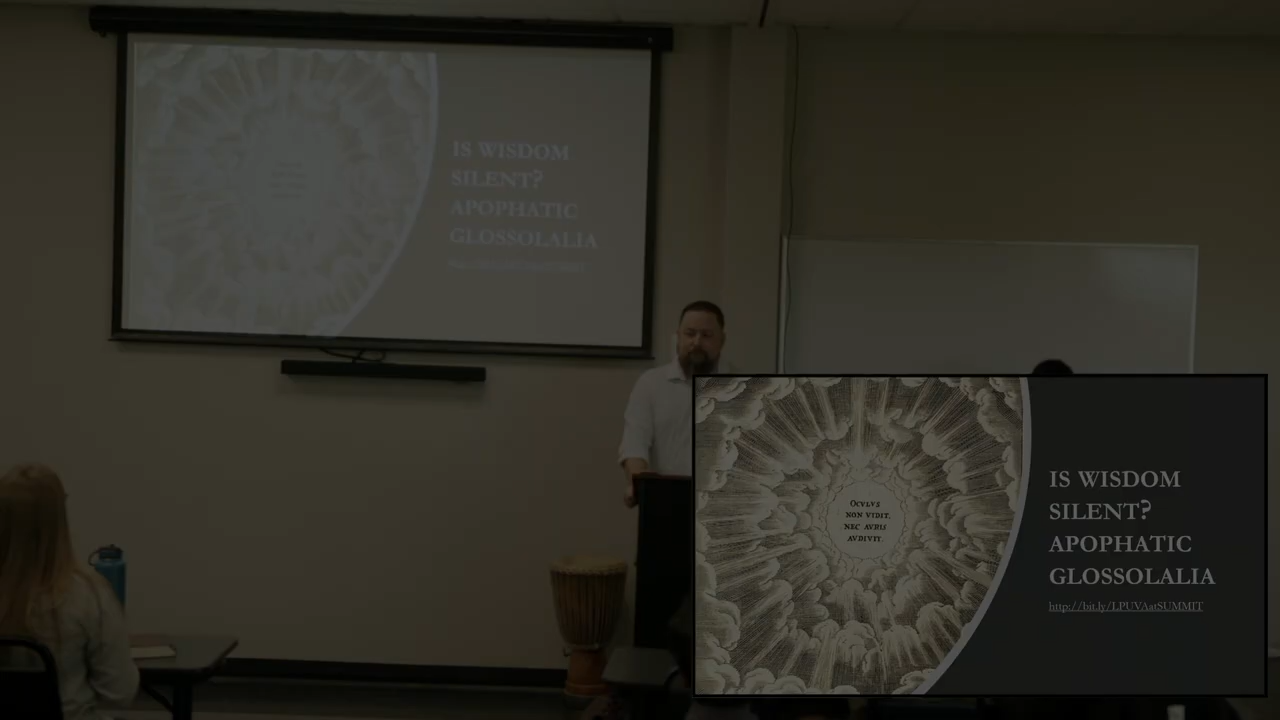 IS WISDOM
SILENT?
APOPHATIC
GLOSSOLALIA
OCVLVS
NON VIDIT,
NEC AVRIS
AVDIVIT.
IS WISDOM
SILENT?
APOPHATIC
GLOSSOLALIA
http://bit.ly/LPUVAatSUMMIT